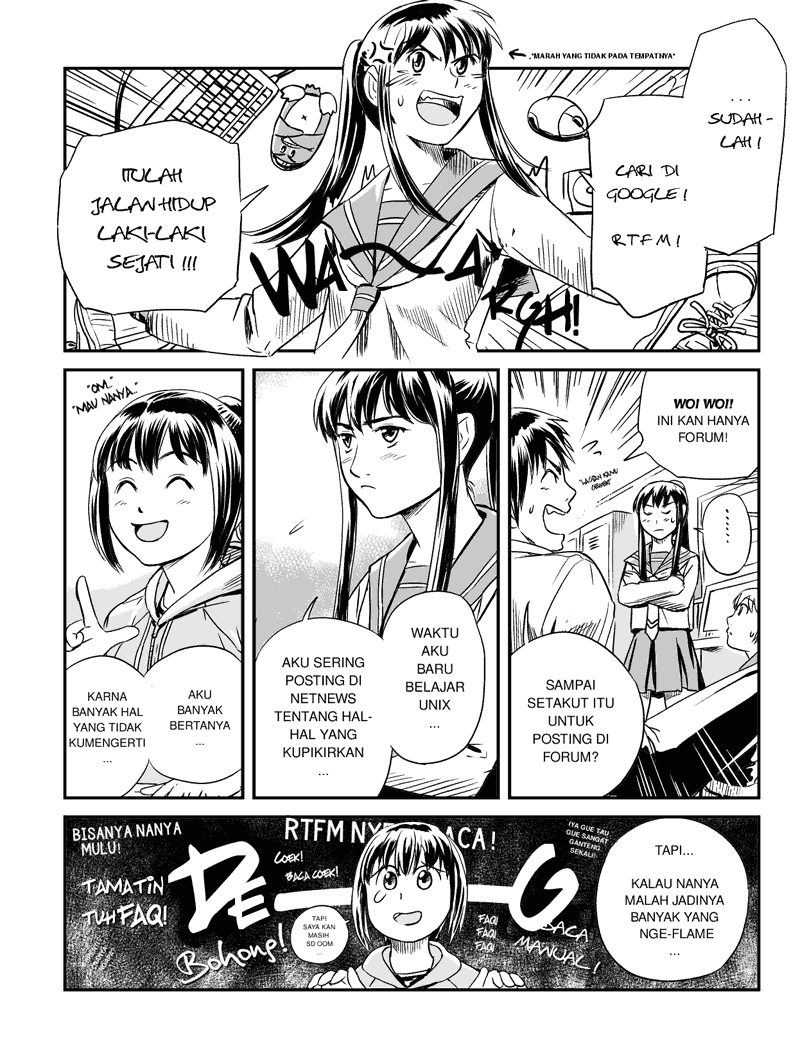 ."MARAH YANG TIDAK PADA TEMPATNYA"
...
SUDAH-
LAH!
CARI DI
GOOGLE!
RTFM!
ITULAH
JALAN HIDUP
LAKI-LAKI
SEJATI!!!
WA~A
RGH!
WOI WOI!!
INI KAN HANYA
FORUM!
......
SAMPAI
SETAKUT ITU
UNTUK
POSTING DI
FORUM?
WAKTU
AKU
BARU
BELAJAR
UNIX
...
AKU SERING
POSTING DI
NETNEWS
TENTANG HAL-
HAL YANG
KUPIKIRKAN
...
"OM.."
"MAU NANYA.."
AKU
BANYAK
BERTANYA
...
KARNA
BANYAK HAL
YANG TIDAK
KUMENGERTI
...
TAPI...
KALAU NANYA
MALAH JADINYA
BANYAK YANG
NGE-FLAME
...
IYA GUE TAU
GUE SANGAT
GANTENG
SEKALI!
RTFM
BACA!
COEK!
BACA COEK!
DE
G
BISANYA NANYA
MULU!
TAMATIN
TUH FAQ!
Bohong!
TAPI
SAYA KAN
MASIH
SD OOM
...
FAQ!
FAQ!
FAQ!
BACA
MANUAL!